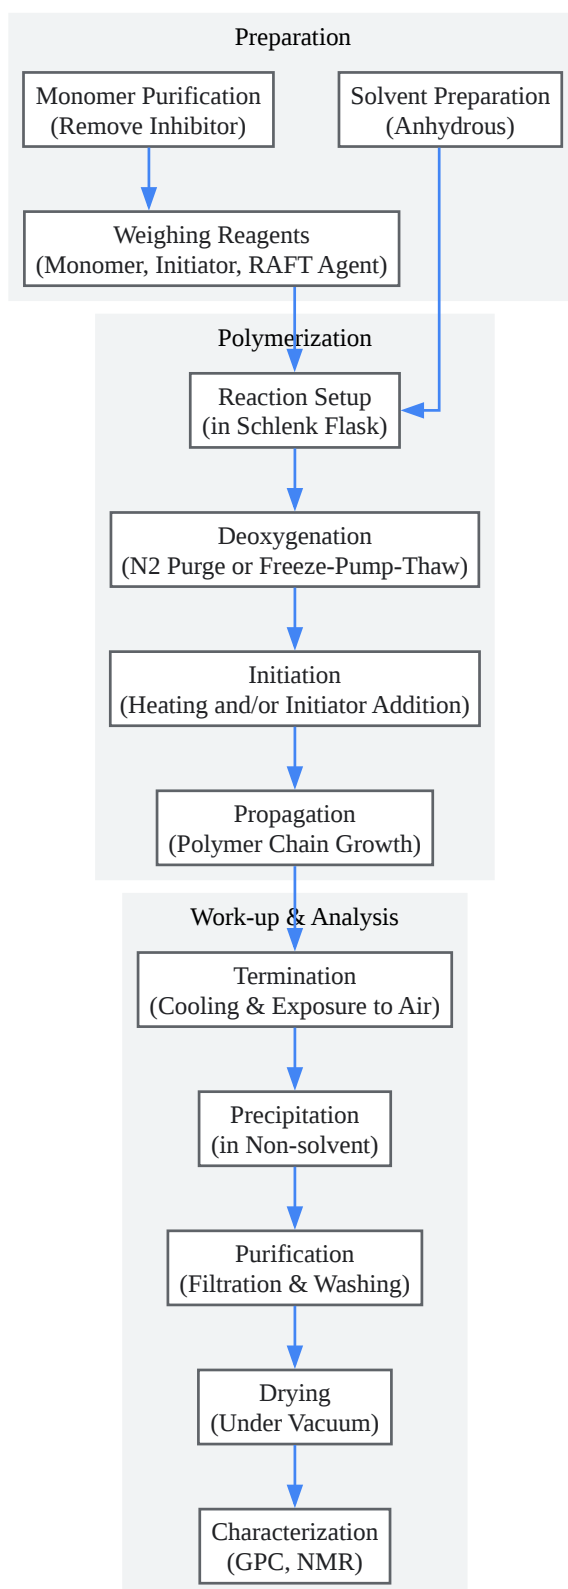 Preparation
Monomer Purification
(Remove Inhibitor)
Solvent Preparation
(Anhydrous)
Weighing Reagents
(Monomer, Initiator, RAFT Agent)
Polymerization
Reaction Setup
(in Schlenk Flask)
Deoxygenation
(N2 Purge or Freeze-Pump-Thaw)
Initiation
(Heating and/or Initiator Addition)
Propagation
(Polymer Chain Growth)
Work-up & Analysis
Termination
(Cooling & Exposure to Air)
Precipitation
(in Non-solvent)
Purification
(Filtration & Washing)
Drying
(Under Vacuum)
Characterization
(GPC, NMR)